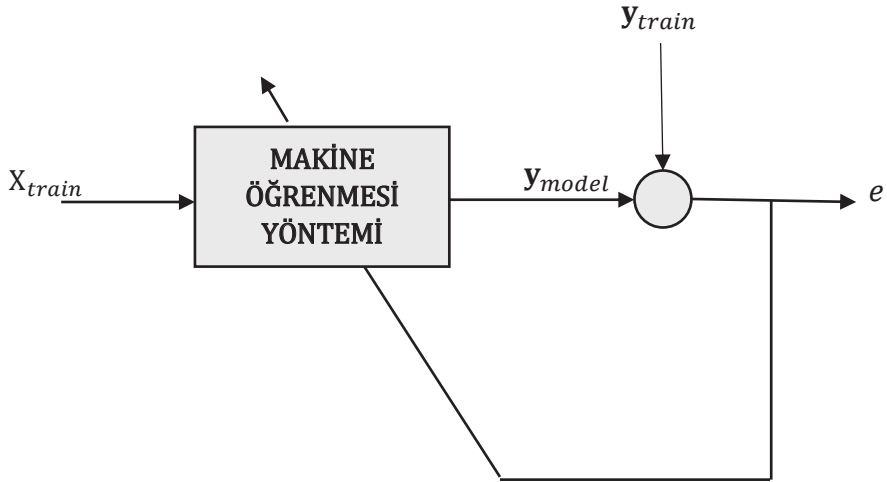 y_train
X_train
MAKİNE
ÖĞRENMESİ
YÖNTEMİ
y_model
e